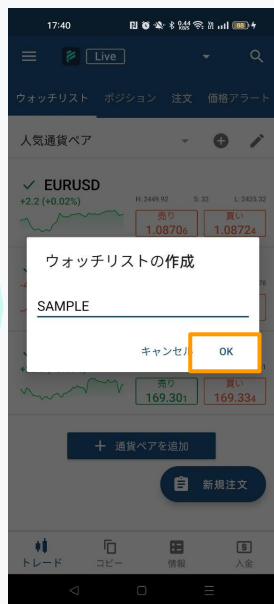 17:40
0.44 KB/S
88
Live
ウォッチリスト ポジション 注文 価格アラート
人気通貨ペア
EURUSD
+2.2 (+0.02%)
H: 2449.92 S: 32 L: 2425.32
売り 買い
1.08706 1.08724
ウォッチリストの作成
SAMPLE
キャンセル OK
売り 買い
169.301 169.334
+ 通貨ペアを追加
新規注文
トレード コピー 情報 入金